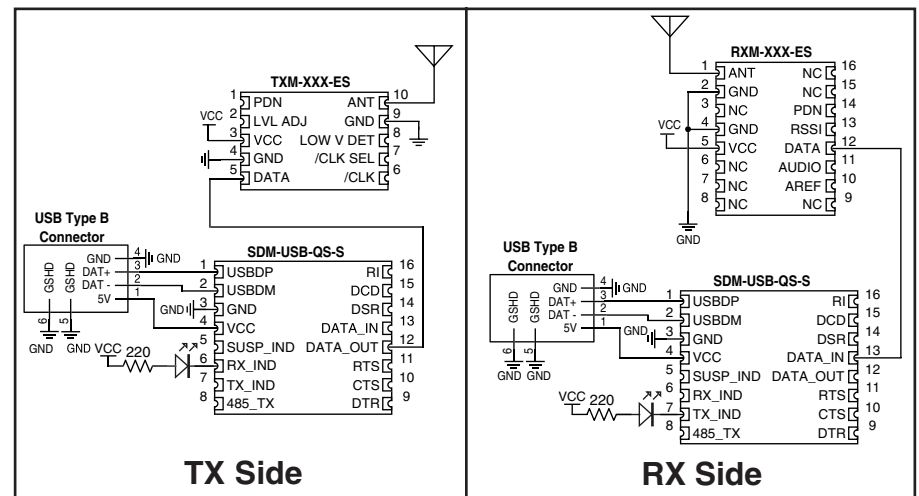 TXM-XXX-ES
1 PDN ANT 10
2 LVL ADJ GND 9
3 VCC LOW V DET 8
4 GND /CLK SEL 7
5 DATA /CLK 6
VCC
USB Type B
Connector
GND 4 GND
DAT+ 3
DAT - 2
5V 1
GSHD GSHD
6 5
GND GND
SDM-USB-QS-S
1 USBDP RI 16
2 USBDM DCD 15
GND 3 GND DSR 14
4 VCC DATA_IN 13
5 SUSP_IND DATA_OUT 12
6 RX_IND RTS 11
7 TX_IND CTS 10
8 485_TX DTR 9
VCC 220
TX Side
RXM-XXX-ES
1 ANT NC 16
2 GND NC 15
3 NC PDN 14
4 GND RSSI 13
5 VCC DATA 12
6 NC AUDIO 11
7 NC AREF 10
8 NC NC 9
VCC
GND
USB Type B
Connector
GND 4 GND
DAT+ 3
DAT - 2
5V 1
GSHD GSHD
6 5
GND GND
SDM-USB-QS-S
1 USBDP RI 16
2 USBDM DCD 15
GND 3 GND DSR 14
4 VCC DATA_IN 13
5 SUSP_IND DATA_OUT 12
6 RX_IND RTS 11
7 TX_IND CTS 10
8 485_TX DTR 9
VCC 220
RX Side